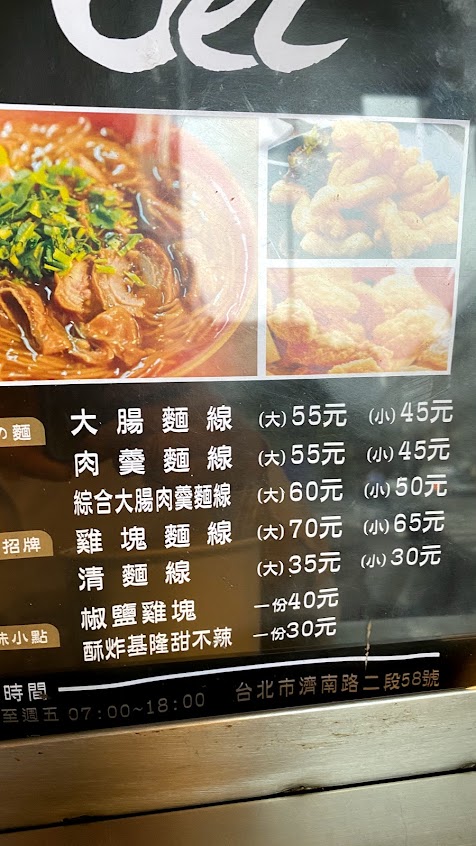 の麵
大腸麵線 (大)55元 (小)45元
肉羹麵線 (大)55元 (小)45元
綜合大腸肉羹麵線 (大)60元 (小)50元
招牌
雞塊麵線 (大)70元 (小)65元
清麵線 (大)35元 (小)30元
椒鹽雞塊 一份40元
味小點
酥炸基隆甜不辣 一份30元
時間
至週五 07:00~18:00 台北市濟南路二段58號